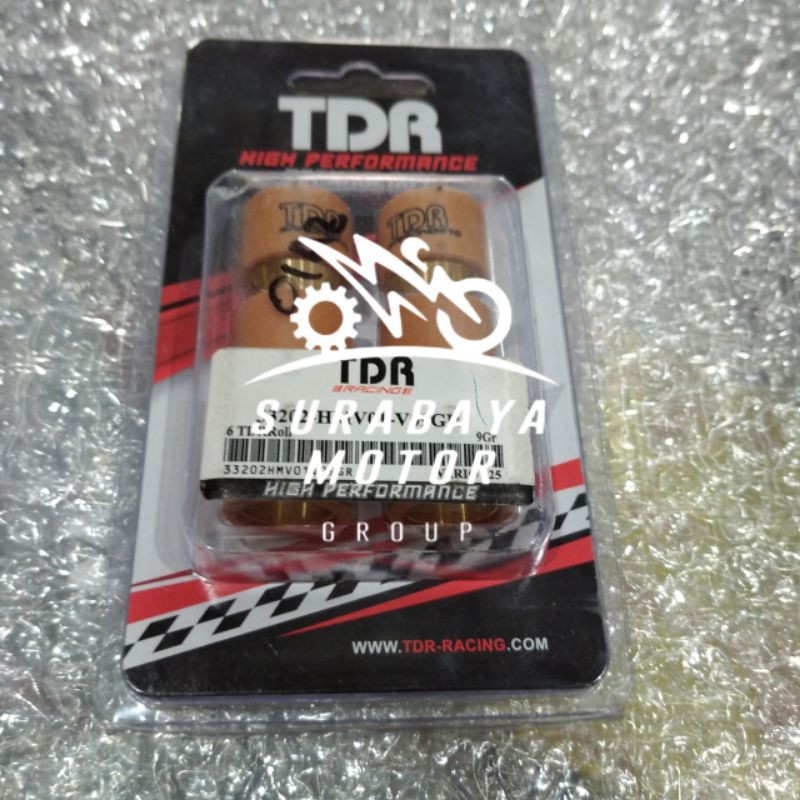 TDR
HIGH PERFORMANCE
TDR
TDR
TDR
RACING
SURABAYA
9Gr
MOTOR
HIGH PERFORMANCE
GROUP
WWW.TDR-RACING.COM